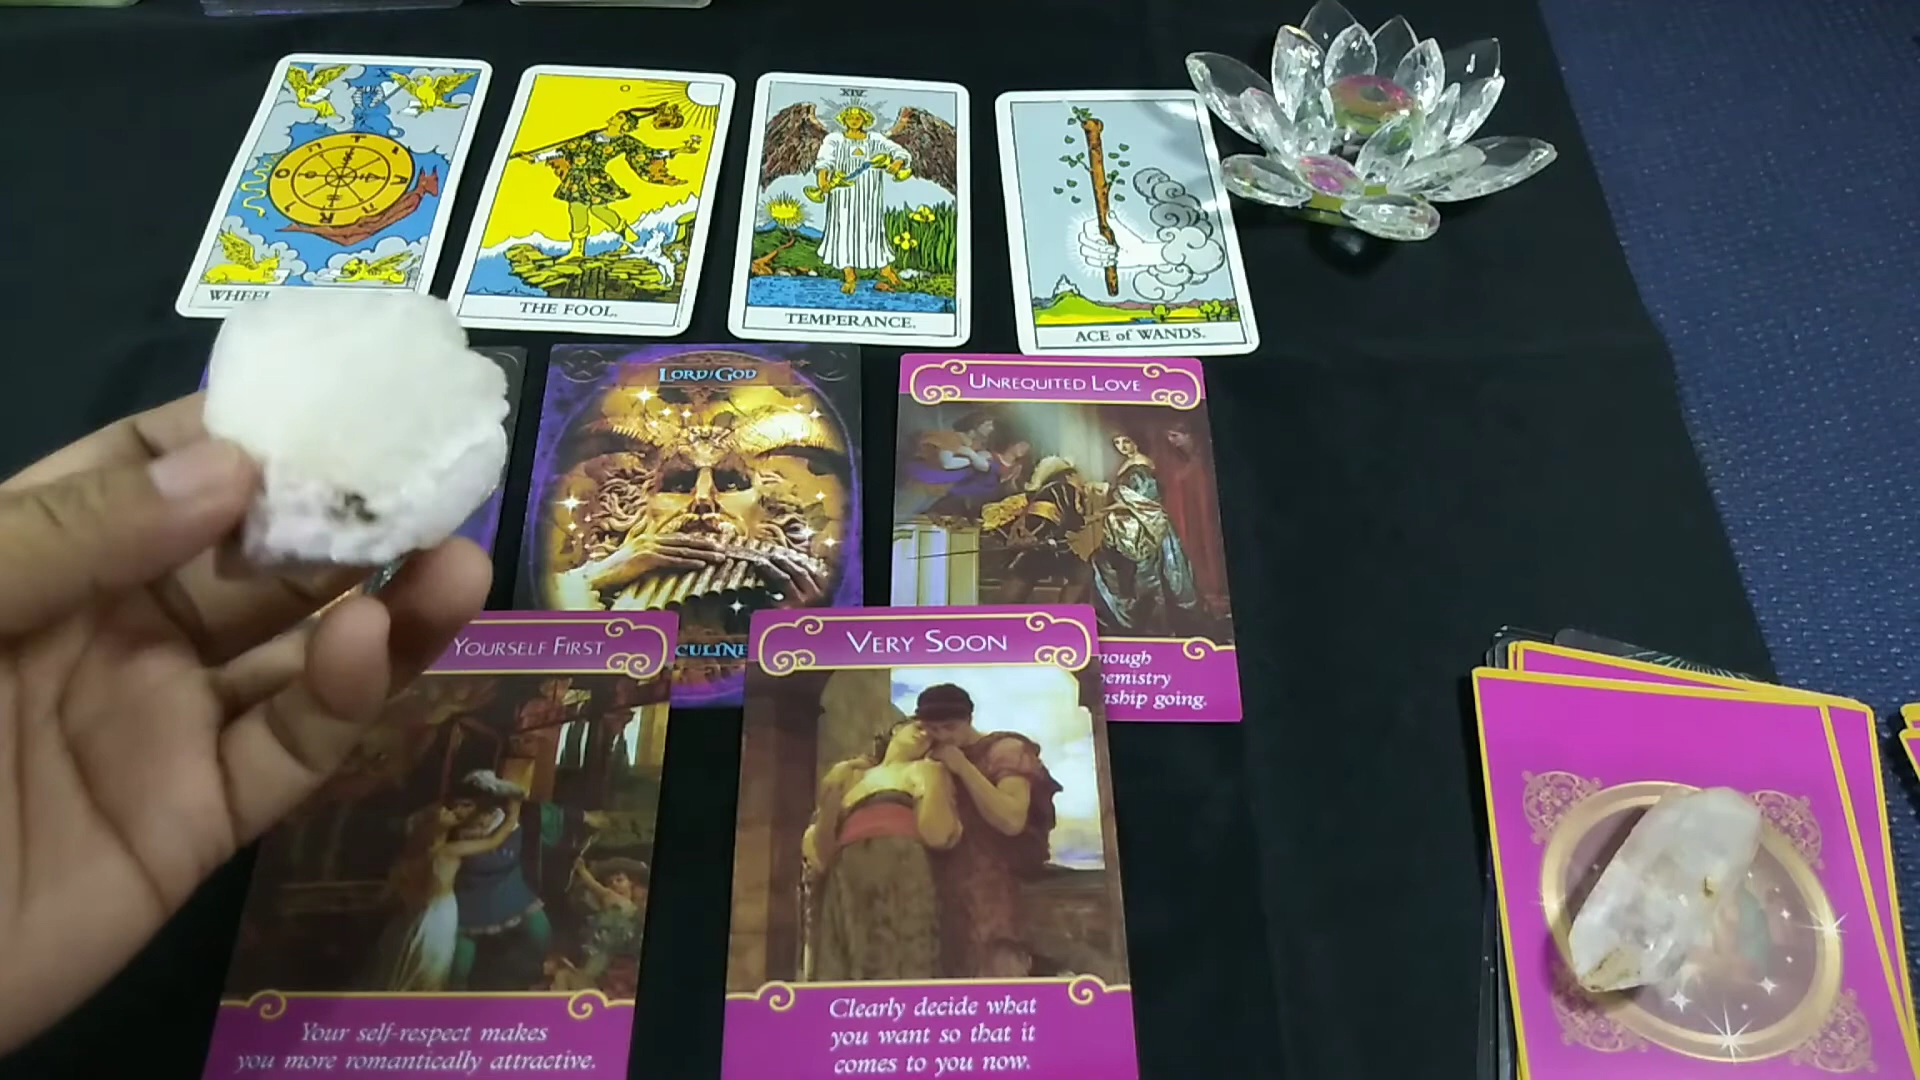 X
XIV
WHEEL
THE FOOL.
TEMPERANCE.
ACE of WANDS.
LORD/GOD
UNREQUITED LOVE
YOURSELF FIRST
CULINE
VERY SOON
nough
emistry
nship going.
Your self-respect makes
you more romantically attractive.
Clearly decide what
you want so that it
comes to you now.